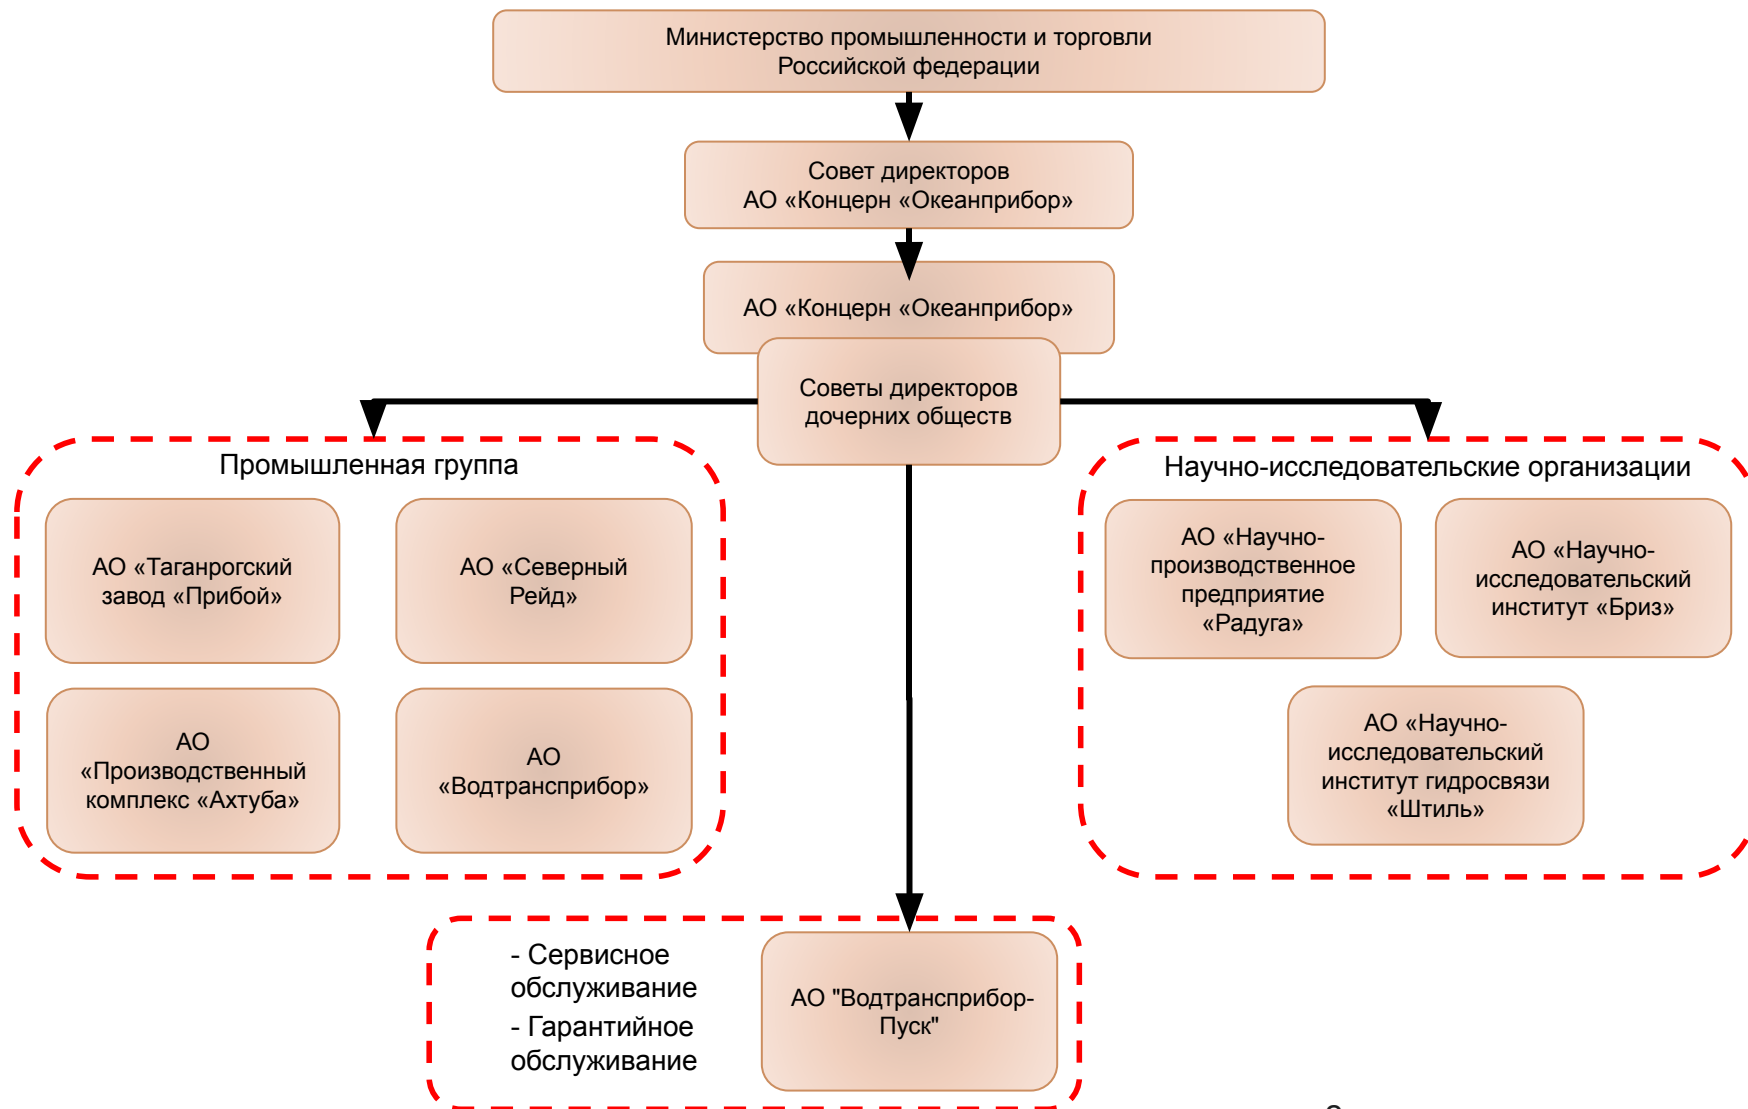 Министерство промышленности и торговли
Российской федерации
Совет директоров
АО «Концерн «Океанприбор»
АО «Концерн «Океанприбор»
Советы директоров
дочерних обществ
Промышленная группа
АО «Таганрогский
завод «Прибой»
АО «Северный
Рейд»
АО
«Производственный
комплекс «Ахтуба»
АО
«Водтрансприбор»
Научно-исследовательские организации
АО «Научно-
производственное
предприятие
«Радуга»
АО «Научно-
исследовательский
институт «Бриз»
АО «Научно-
исследовательский
институт гидросвязи
«Штиль»
- Сервисное
обслуживание
- Гарантийное
обслуживание
АО "Водтрансприбор-
Пуск"